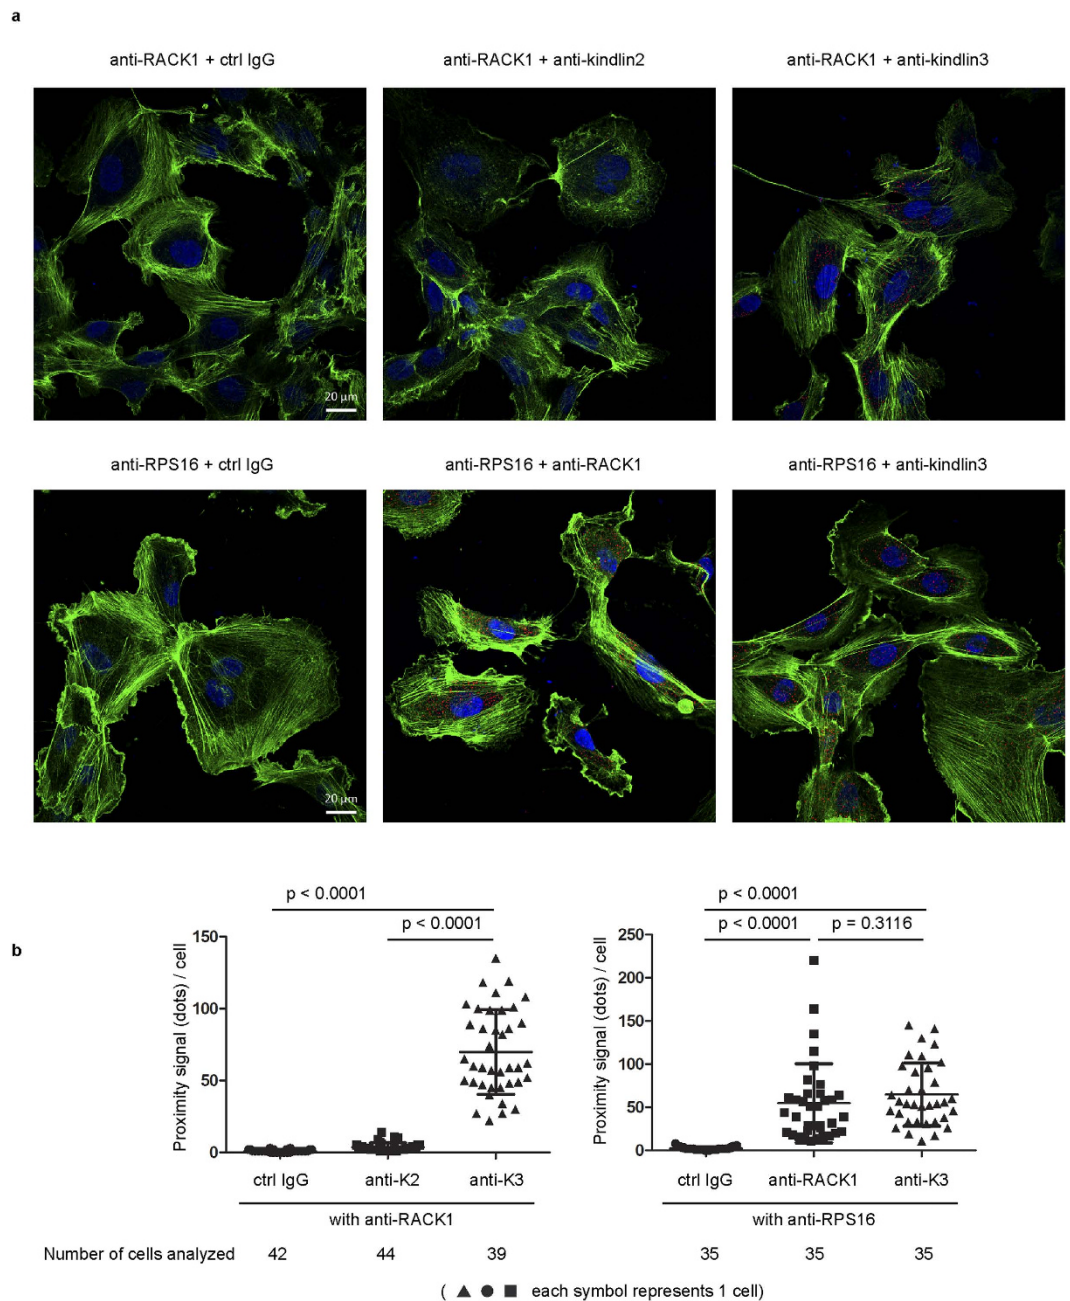 a
anti-RACK1 + ctrl IgG
anti-RACK1 + anti-kindlin2
anti-RACK1 + anti-kindlin3
20 µm
anti-RPS16 + ctrl IgG
anti-RPS16 + anti-RACK1
anti-RPS16 + anti-kindlin3
20 µm
b
p < 0.0001
p < 0.0001
150
100
50
0
Proximity signal (dots) / cell
ctrl IgG
anti-K2
anti-K3
with anti-RACK1
p < 0.0001
p < 0.0001
p = 0.3116
250
200
150
100
50
0
Proximity signal (dots) / cell
ctrl IgG
anti-RACK1
anti-K3
with anti-RPS16
Number of cells analyzed 42 44 39 35 35 35
( ▲ ● ■ each symbol represents 1 cell)